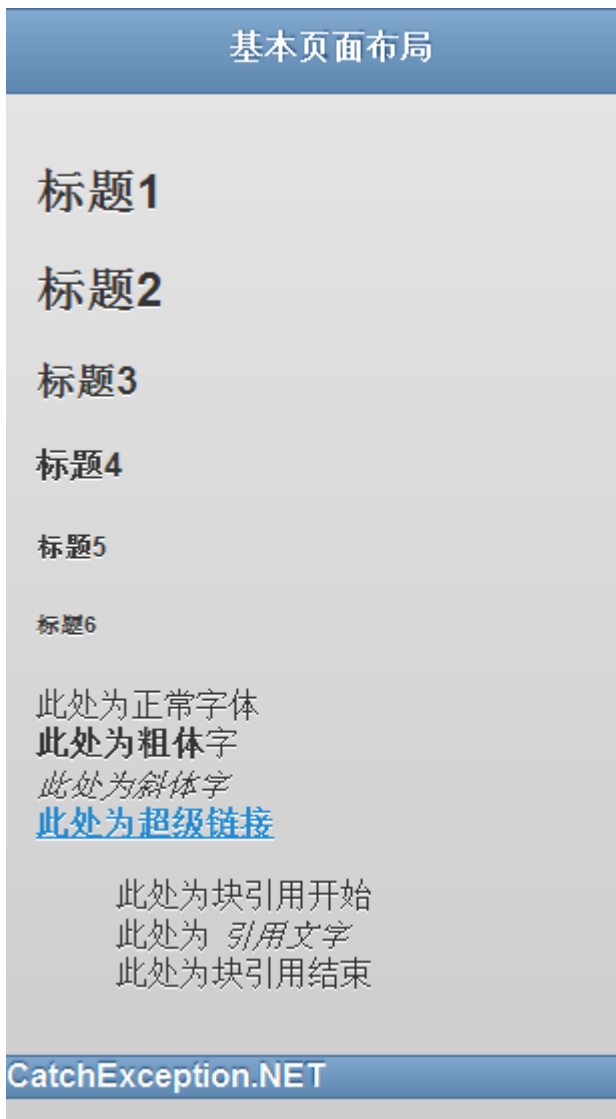 基本页面布局
标题1
标题2
标题3
标题4
标题5
标题6
此处为正常字体
此处为粗体字
此处为斜体字
此处为超级链接
此处为块引用开始
此处为 引用文字
此处为块引用结束
CatchException.NET